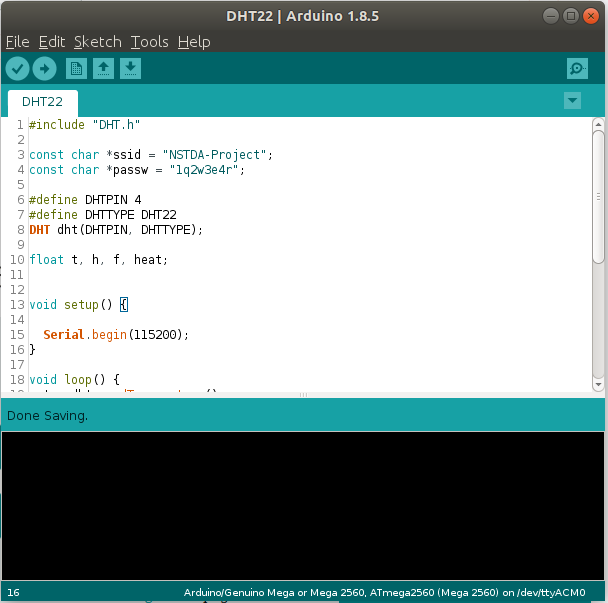 DHT22 | Arduino 1.8.5
File Edit Sketch Tools Help
DHT22
1 #include "DHT.h"
2
3 const char *ssid = "NSTDA-Project";
4 const char *passw = "1q2w3e4r";
5
6 #define DHTPIN 4
7 #define DHTTYPE DHT22
8 DHT dht(DHTPIN, DHTTYPE);
9
10 float t, h, f, heat;
11
12
13 void setup() {
14
15 Serial.begin(115200);
16 }
17
18 void loop() {
Done Saving.
16 Arduino/Genuino Mega or Mega 2560, ATmega2560 (Mega 2560) on /dev/ttyACM0